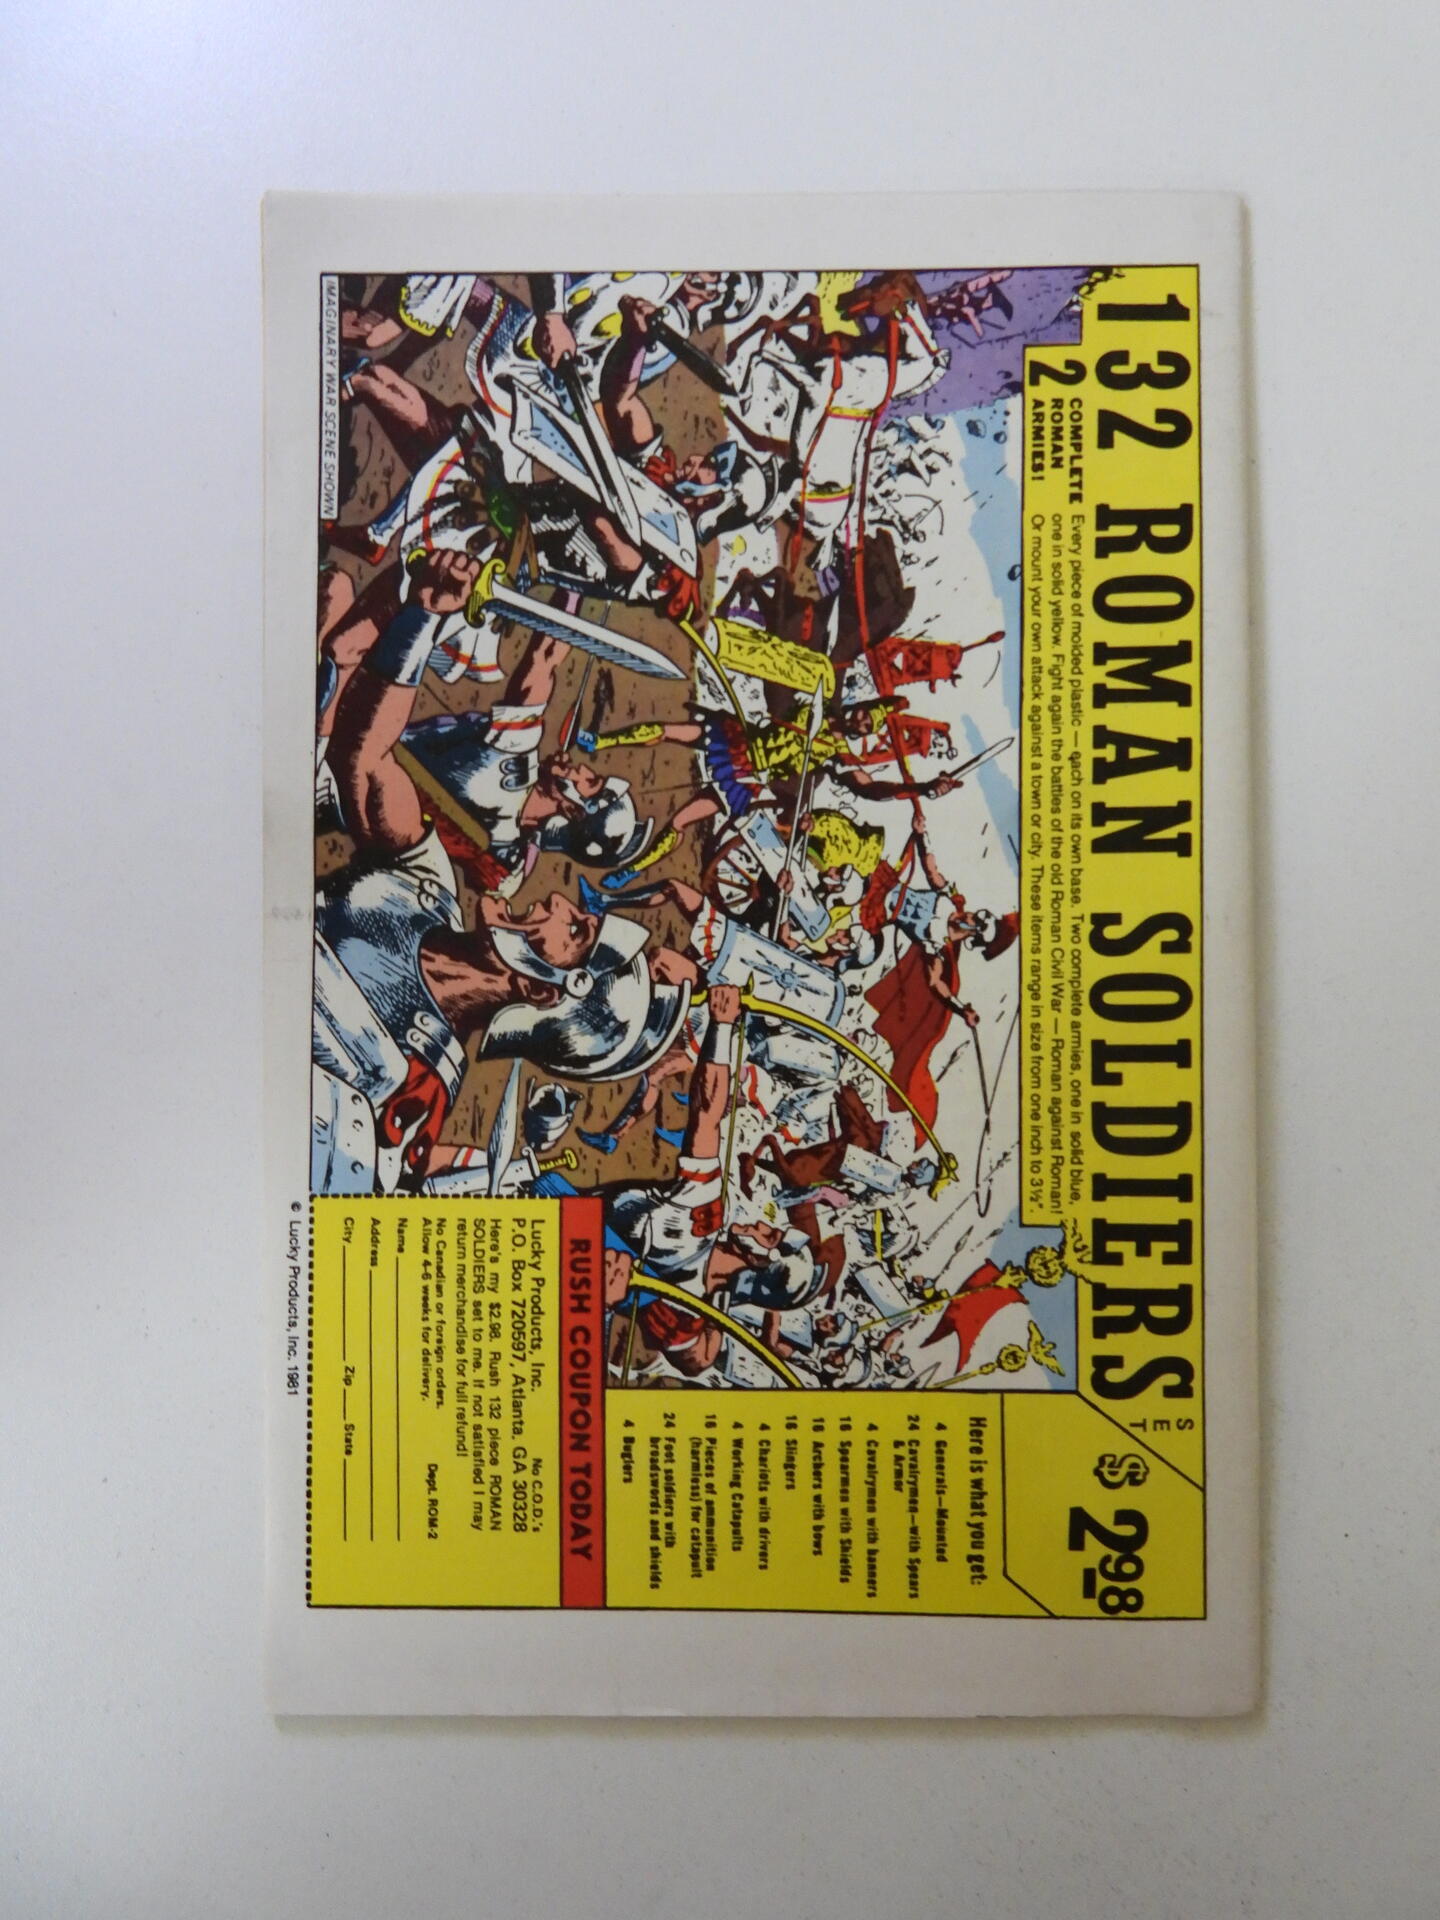 132 ROMAN SOLDIERS
SET
$2.98
2 COMPLETE
ROMAN
ARMIES!
Every piece of molded plastic — each on its own base. Two complete armies, one in solid blue,
one in solid yellow. Fight again the battles of the old Roman Civil War — Roman against Roman!
Or mount your own attack against a town or city. These items range in size from one inch to 3½".
Here is what you get:
4 Generals—Mounted
24 Cavalrymen—with Spears
& Armor
4 Cavalrymen with banners
16 Spearmen with Shields
16 Archers with bows
16 Slingers
4 Chariots with drivers
4 Working Catapults
16 Pieces of ammunition
(harmless) for catapult
24 Foot soldiers with
broadswords and shields
4 Buglers
RUSH COUPON TODAY
Lucky Products, Inc. No C.O.D.'s
P.O. Box 720597, Atlanta, GA 30328
Here's my $2.98. Rush 132 piece ROMAN
SOLDIERS set to me. If not satisfied I may
return merchandise for full refund!
No Canadian or foreign orders.
Allow 4-6 weeks for delivery. Dept. ROM-2
Name
Address
City Zip State
IMAGINARY WAR SCENE SHOWN
© Lucky Products, Inc. 1981